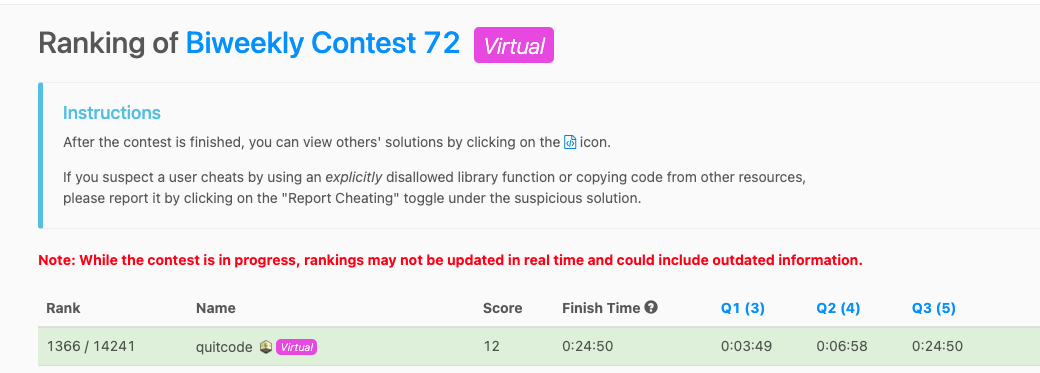 Ranking of Biweekly Contest 72 Virtual
Instructions
After the contest is finished, you can view others' solutions by clicking on the icon.
If you suspect a user cheats by using an explicitly disallowed library function or copying code from other resources,
please report it by clicking on the "Report Cheating" toggle under the suspicious solution.
Note: While the contest is in progress, rankings may not be updated in real time and could include outdated information.
Rank Name Score Finish Time Q1 (3) Q2 (4) Q3 (5)
1366 / 14241 quitcode Virtual 12 0:24:50 0:03:49 0:06:58 0:24:50